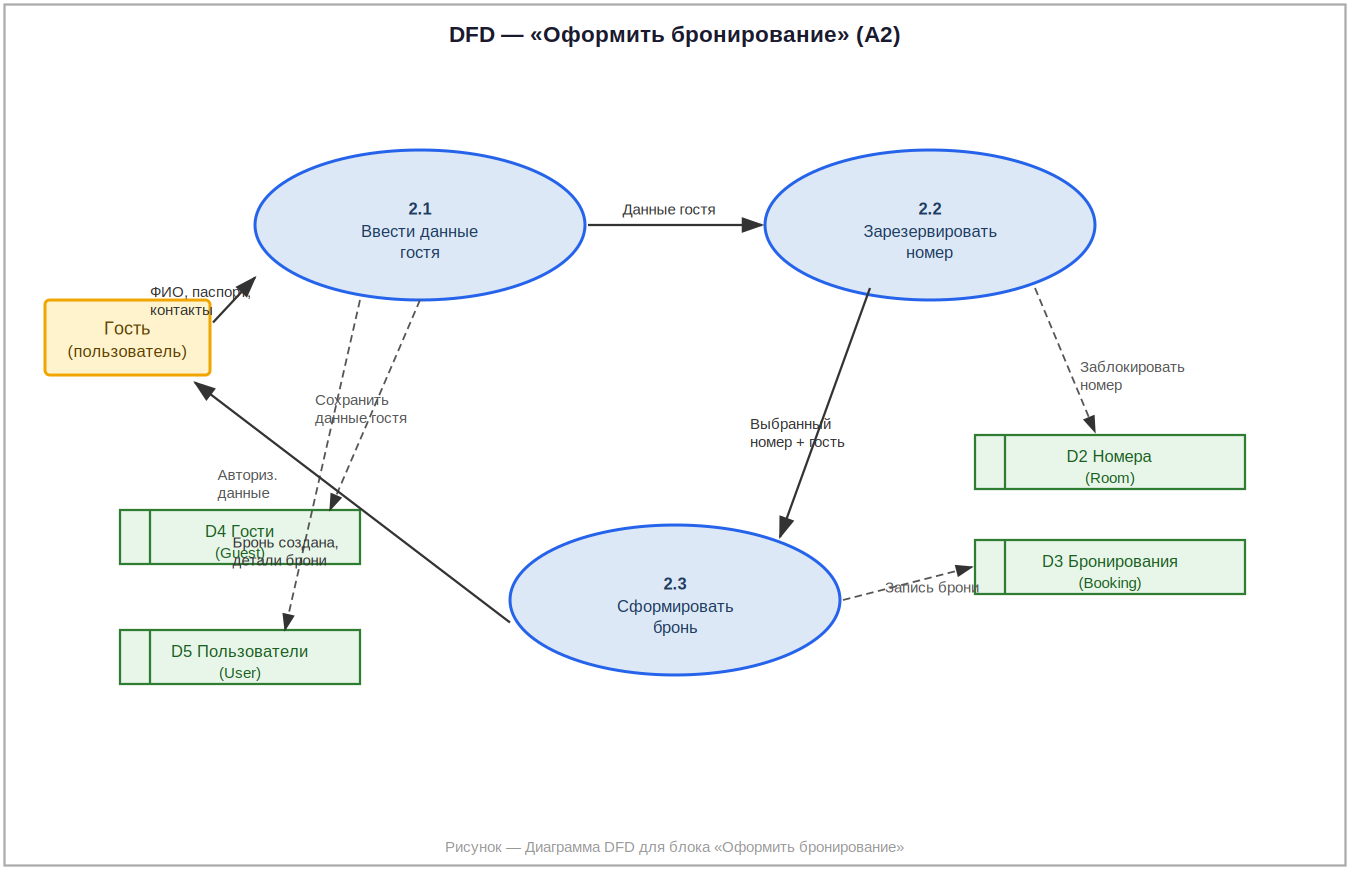 DFD — «Оформить бронирование» (А2)
2.1
Ввести данные
гостя
Данные гостя
2.2
Зарезервировать
номер
ФИО, паспорт,
контакты
Гость
(пользователь)
Сохранить
данные гостя
Заблокировать
номер
Выбранный
номер + гость
D2 Номера
(Room)
Авториз.
данные
D4 Гости
(Guest)
Бронь создана,
детали брони
D3 Бронирования
(Booking)
Запись брони
2.3
Сформировать
бронь
D5 Пользователи
(User)
Рисунок — Диаграмма DFD для блока «Оформить бронирование»